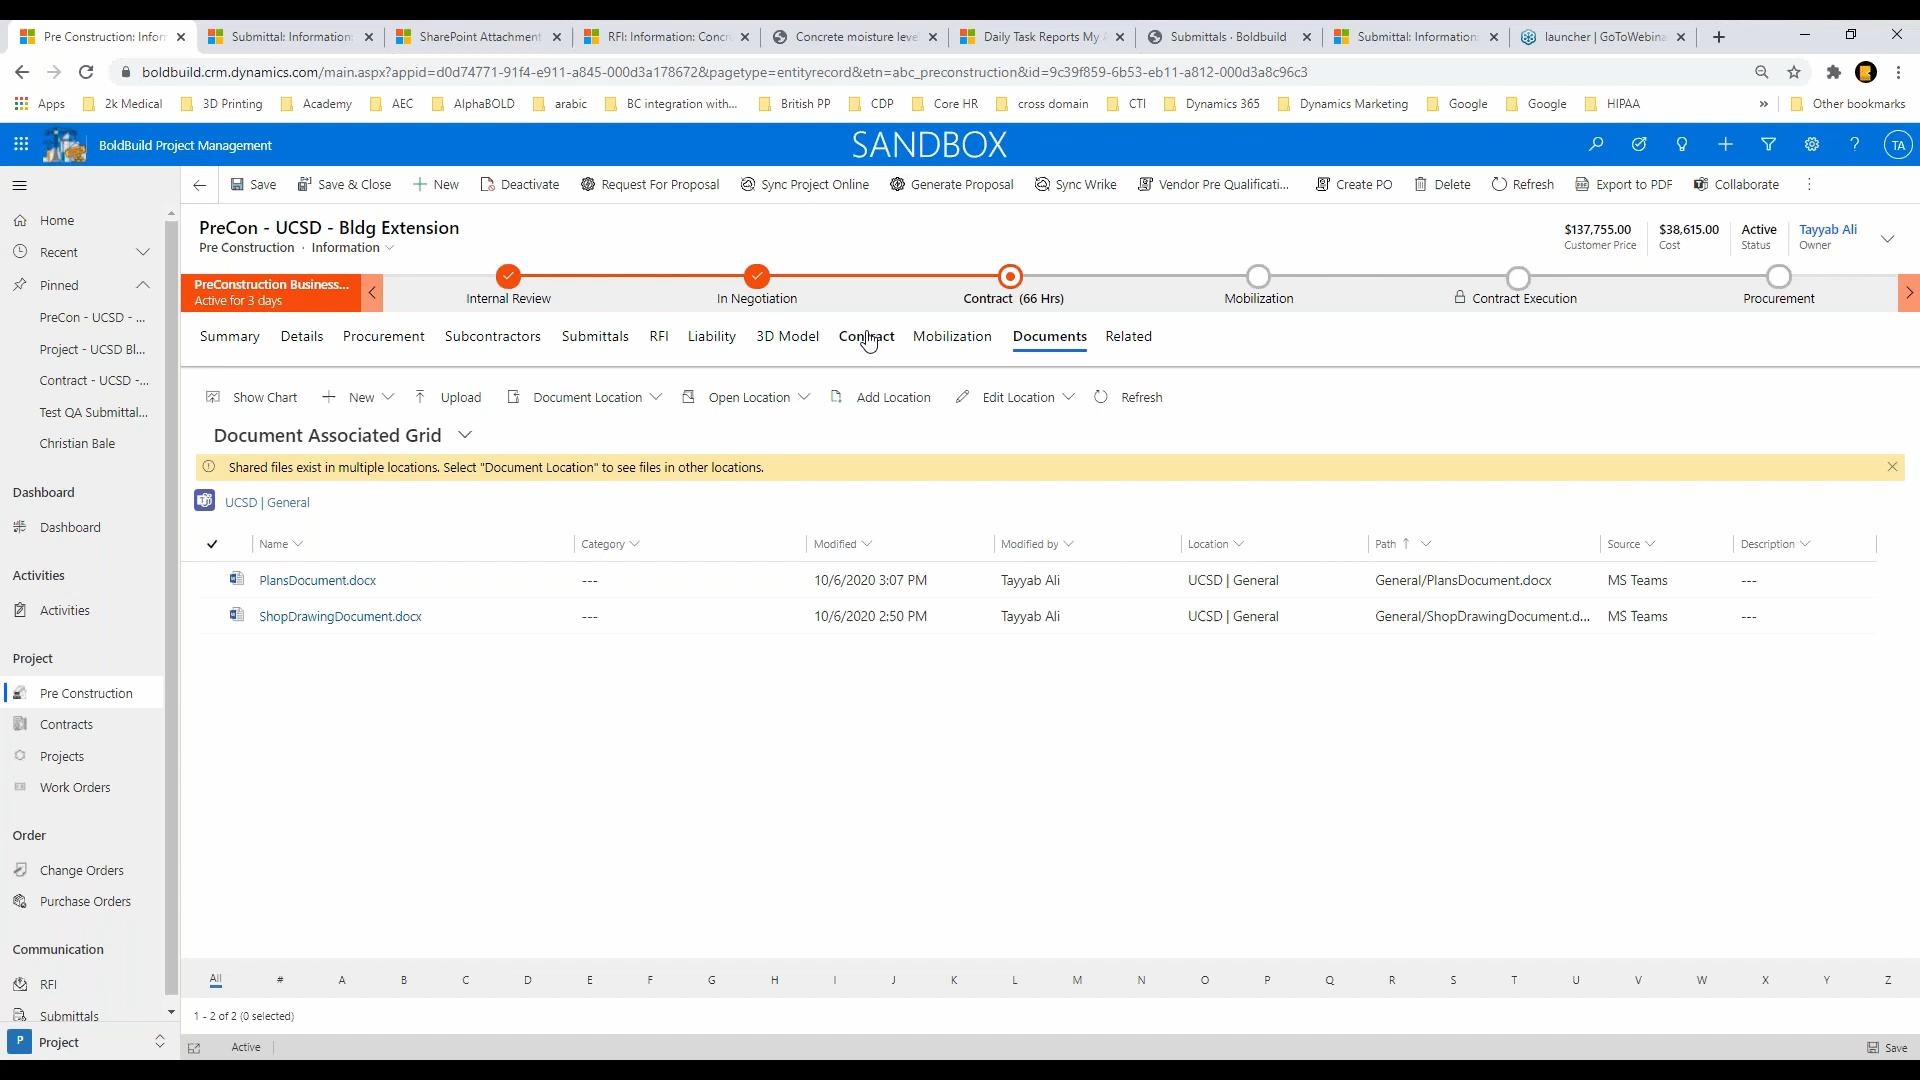 Pre Construction: Inform
Submittal: Information:
SharePoint Attachment
RFI: Information: Concr
Concrete moisture leve
Daily Task Reports My A
Submittals · Boldbuild
Submittal: Information:
launcher | GoToWebina
boldbuild.crm.dynamics.com/main.aspx?appid=d0d74771-91f4-e911-a845-000d3a178672&pagetype=entityrecord&etn=abc_preconstruction&id=9c39f859-6b53-eb11-a812-000d3a8c96c3
Apps
2k Medical
3D Printing
Academy
AEC
AlphaBOLD
arabic
BC integration with...
British PP
CDP
Core HR
cross domain
CTI
Dynamics 365
Dynamics Marketing
Google
Google
HIPAA
»
Other bookmarks
BoldBuild Project Management
SANDBOX
TA
Save
Save & Close
New
Deactivate
Request For Proposal
Sync Project Online
Generate Proposal
Sync Wrike
Vendor Pre Qualificati...
Create PO
Delete
Refresh
Export to PDF
Collaborate
Home
Recent
Pinned
PreCon - UCSD - ...
Project - UCSD Bl...
Contract - UCSD -...
Test QA Submittal...
Christian Bale
Dashboard
Dashboard
Activities
Activities
Project
Pre Construction
Contracts
Projects
Work Orders
Order
Change Orders
Purchase Orders
Communication
RFI
Submittals
P Project
PreCon - UCSD - Bldg Extension
Pre Construction · Information
$137,755.00
Customer Price
$38,615.00
Cost
Active
Status
Tayyab Ali
Owner
PreConstruction Business...
Active for 3 days
Internal Review
In Negotiation
Contract (66 Hrs)
Mobilization
Contract Execution
Procurement
Summary
Details
Procurement
Subcontractors
Submittals
RFI
Liability
3D Model
Contract
Mobilization
Documents
Related
Show Chart
New
Upload
Document Location
Open Location
Add Location
Edit Location
Refresh
Document Associated Grid
Shared files exist in multiple locations. Select "Document Location" to see files in other locations.
UCSD | General
Name
Category
Modified
Modified by
Location
Path
Source
Description
PlansDocument.docx
---
10/6/2020 3:07 PM
Tayyab Ali
UCSD | General
General/PlansDocument.docx
MS Teams
---
ShopDrawingDocument.docx
---
10/6/2020 2:50 PM
Tayyab Ali
UCSD | General
General/ShopDrawingDocument.d...
MS Teams
---
All # A B C D E F G H I J K L M N O P Q R S T U V W X Y Z
1 - 2 of 2 (0 selected)
Active
Save